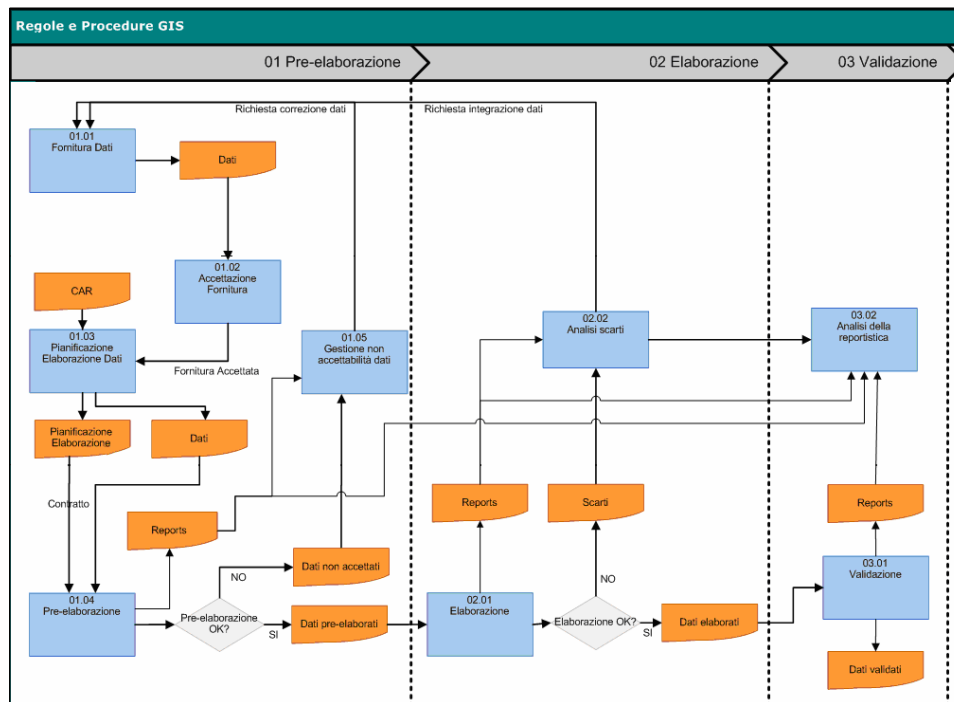 Regole e Procedure GIS
01 Pre-elaborazione
02 Elaborazione
03 Validazione
Richiesta correzione dati
Richiesta integrazione dati
01.01
Fornitura Dati
Dati
01.02
Accettazione
Fornitura
CAR
01.03
Pianificazione
Elaborazione Dati
Fornitura Accettata
01.05
Gestione non
accettabilità dati
02.02
Analisi scarti
03.02
Analisi della
reportistica
Pianificazione
Elaborazione
Dati
Contratto
Reports
Reports
Scarti
Reports
Dati non accettati
NO
NO
01.04
Pre-elaborazione
Pre-elaborazione
OK?
SI
Dati pre-elaborati
02.01
Elaborazione
Elaborazione OK?
SI
Dati elaborati
03.01
Validazione
Dati validati